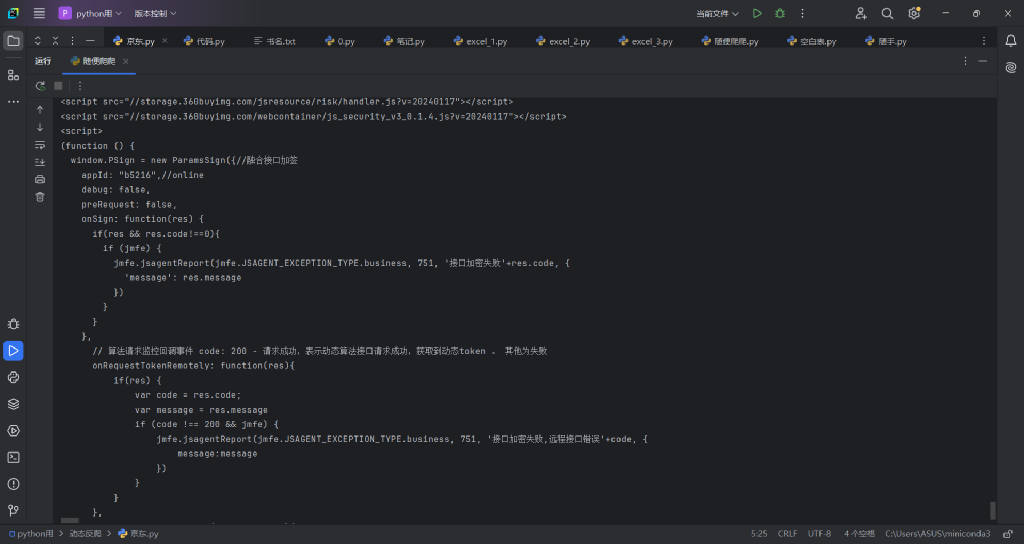 P python用 版本控制 当前文件
京东.py 代码.py 书名.txt 0.py 笔记.py excel_1.py excel_2.py excel_3.py 随便爬爬.py 空白表.py 随手.py
运行 随便爬爬
<script src="//storage.360buyimg.com/jsresource/risk/handler.js?v=20240117"></script>
<script src="//storage.360buyimg.com/webcontainer/js_security_v3_0.1.4.js?v=20240117"></script>
<script>
(function () {
window.PSign = new ParamsSign({//融合接口加签
appId: "b5216",//online
debug: false,
preRequest: false,
onSign: function(res) {
if(res && res.code!==0){
if (jmfe) {
jmfe.jsagentReport(jmfe.JSAGENT_EXCEPTION_TYPE.business, 751, '接口加密失败'+res.code, {
'message': res.message
})
}
}
},
// 算法请求监控回调事件 code: 200 - 请求成功，表示动态算法接口请求成功，获取到动态token . 其他为失败
onRequestTokenRemotely: function(res){
if(res) {
var code = res.code;
var message = res.message
if (code !== 200 && jmfe) {
jmfe.jsagentReport(jmfe.JSAGENT_EXCEPTION_TYPE.business, 751, '接口加密失败,远程接口错误'+code, {
message:message
})
}
}
},
python用 > 动态反爬 > 京东.py 5:25 CRLF UTF-8 4 个空格 C:\Users\ASUS\miniconda3